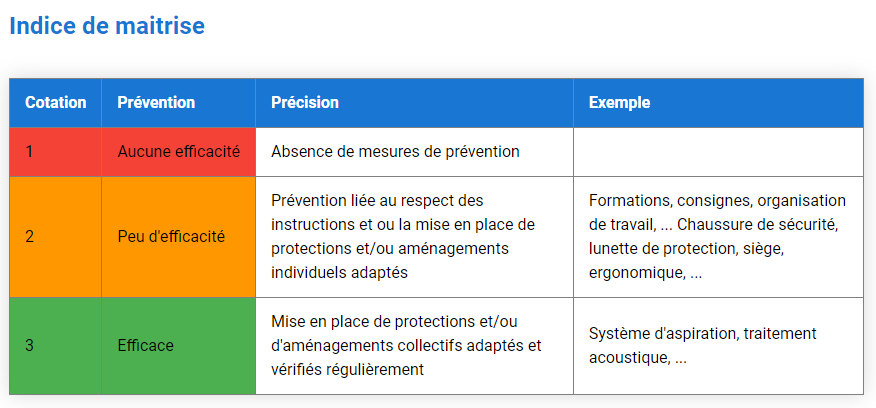 Indice de maitrise
Cotation Prévention Précision Exemple
1 Aucune efficacité Absence de mesures de prévention
2 Peu d'efficacité
Prévention liée au respect des
instructions et ou la mise en place de
protections et/ou aménagements
individuels adaptés
Formations, consignes, organisation
de travail, ... Chaussure de sécurité,
lunette de protection, siège,
ergonomique, ...
3 Efficace
Mise en place de protections et/ou
d'aménagements collectifs adaptés et
vérifiés régulièrement
Système d'aspiration, traitement
acoustique, ...